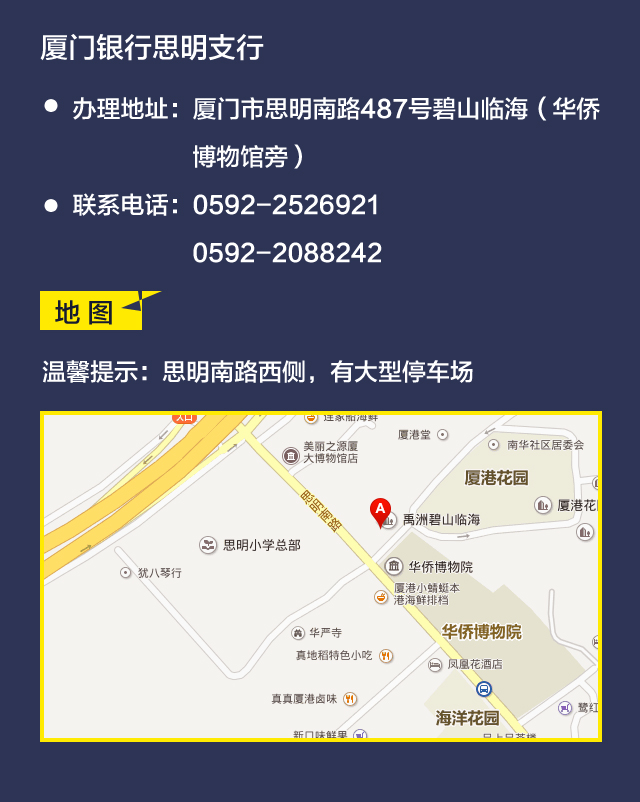 厦门银行思明支行
办理地址：厦门市思明南路487号碧山临海（华侨
博物馆旁）
联系电话：0592-2526921
0592-2088242
地图
温馨提示：思明南路西侧，有大型停车场
入口
连家船海鲜
厦港堂
美丽之源厦
大博物馆店
南华社区居委会
厦港花园
思明南路
厦港花
A
禹洲碧山临海
思明小学总部
犹八琴行
华侨博物院
厦港小蜻蜓本
港海鲜排档
华严寺
华侨博物院
真地稻特色小吃
凤凰花酒店
真真厦港卤味
鹭红
海洋花园
新口味鲜果